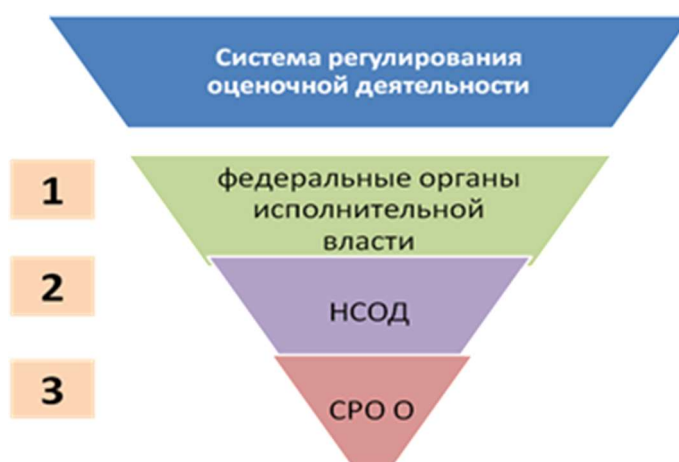 Система регулирования
оценочной деятельности
1
федеральные органы
исполнительной
власти
2
НСОД
3
СРО О